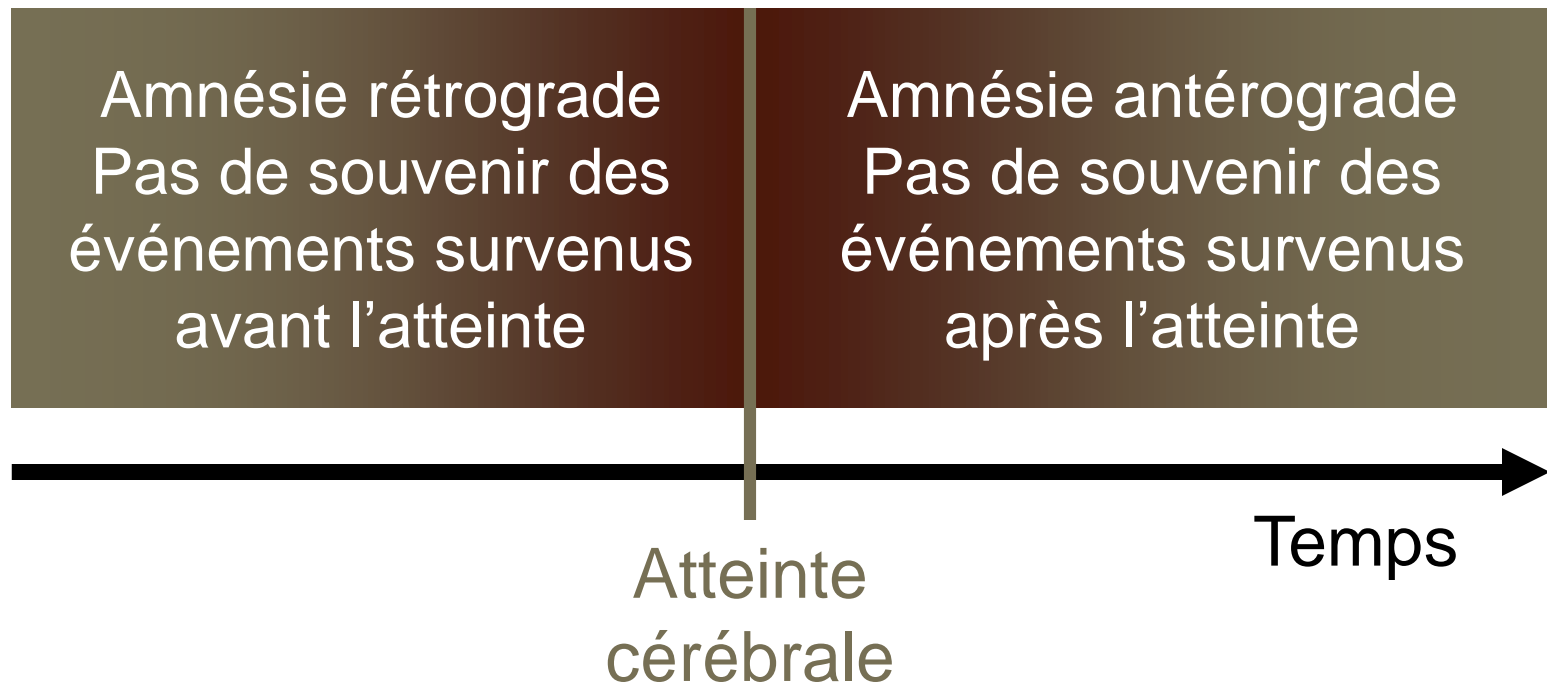 Amnésie rétrograde
Pas de souvenir des
événements survenus
avant l’atteinte
Amnésie antérograde
Pas de souvenir des
événements survenus
après l’atteinte
Temps
Atteinte
cérébrale